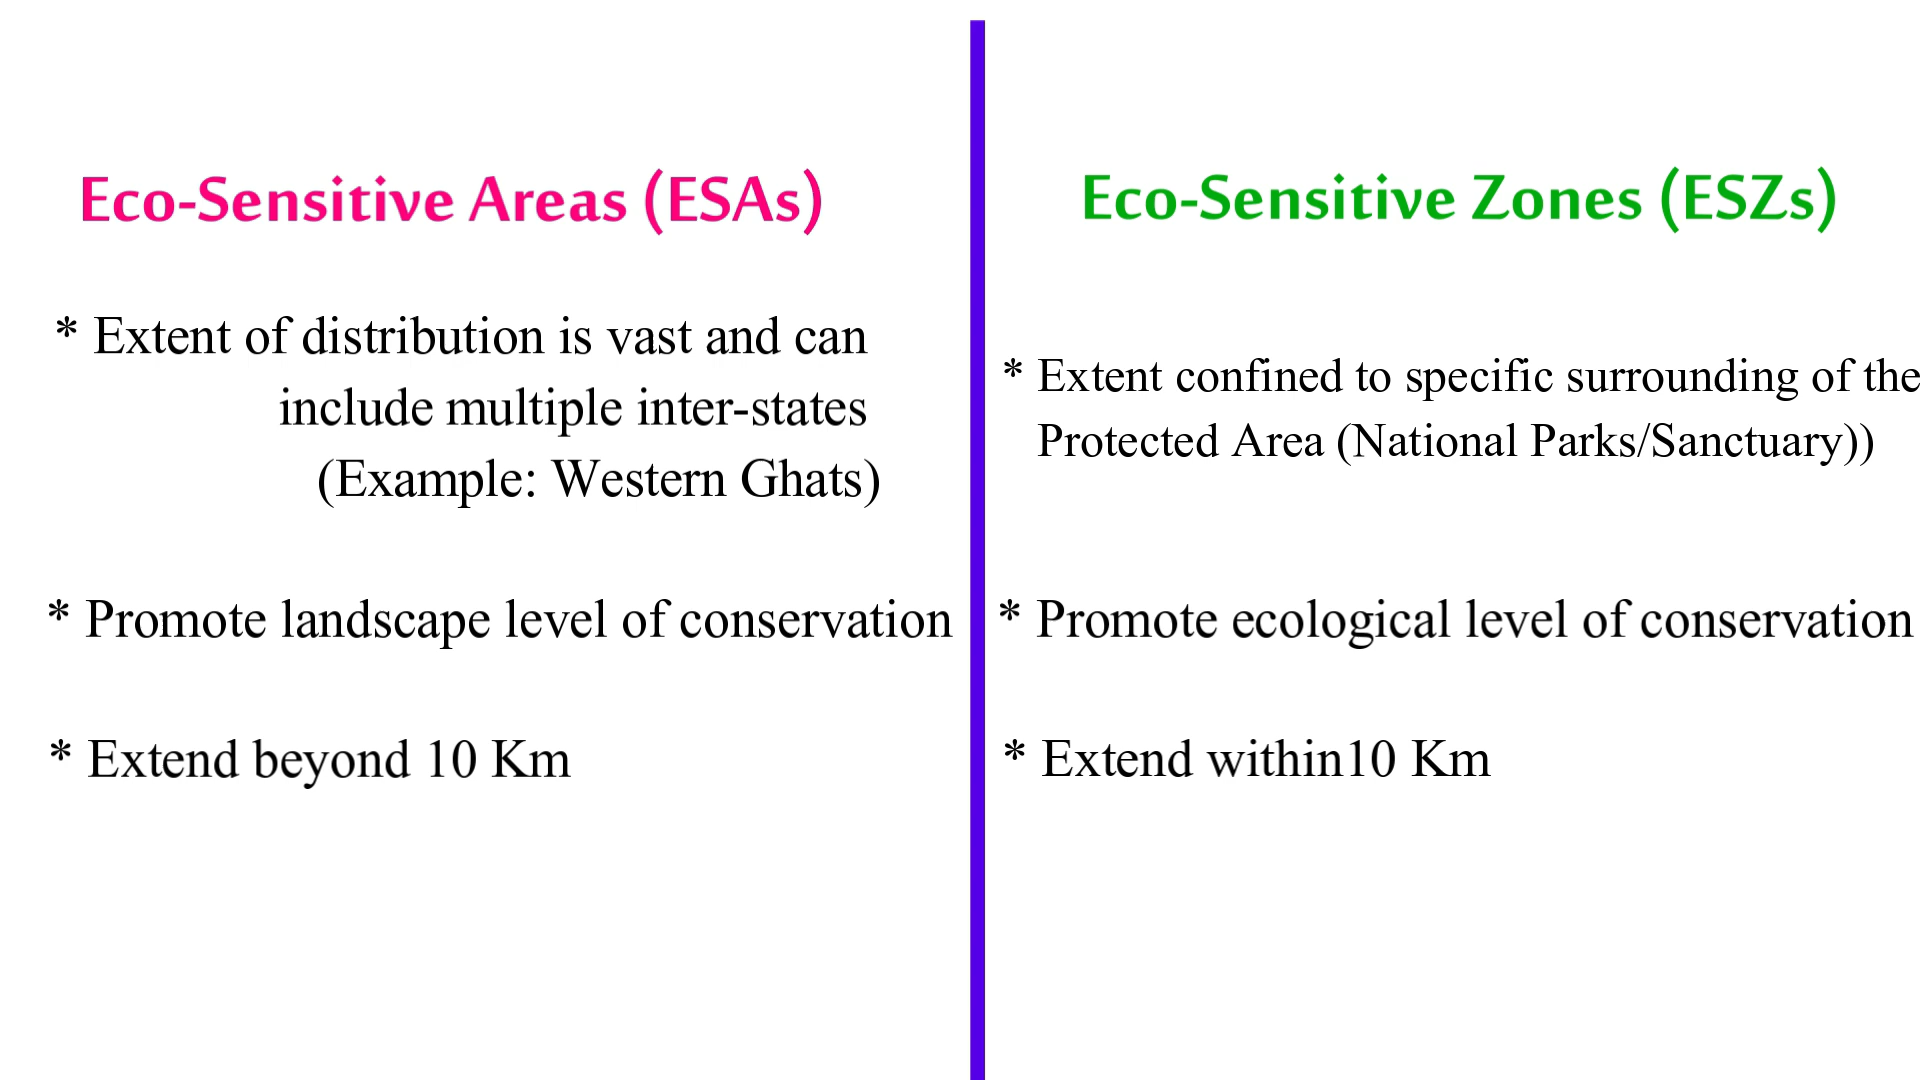 Eco-Sensitive Areas (ESAs)
* Extent of distribution is vast and can
include multiple inter-states
(Example: Western Ghats)
* Promote landscape level of conservation
* Extend beyond 10 Km
Eco-Sensitive Zones (ESZs)
* Extent confined to specific surrounding of the
Protected Area (National Parks/Sanctuary))
* Promote ecological level of conservation
* Extend within10 Km